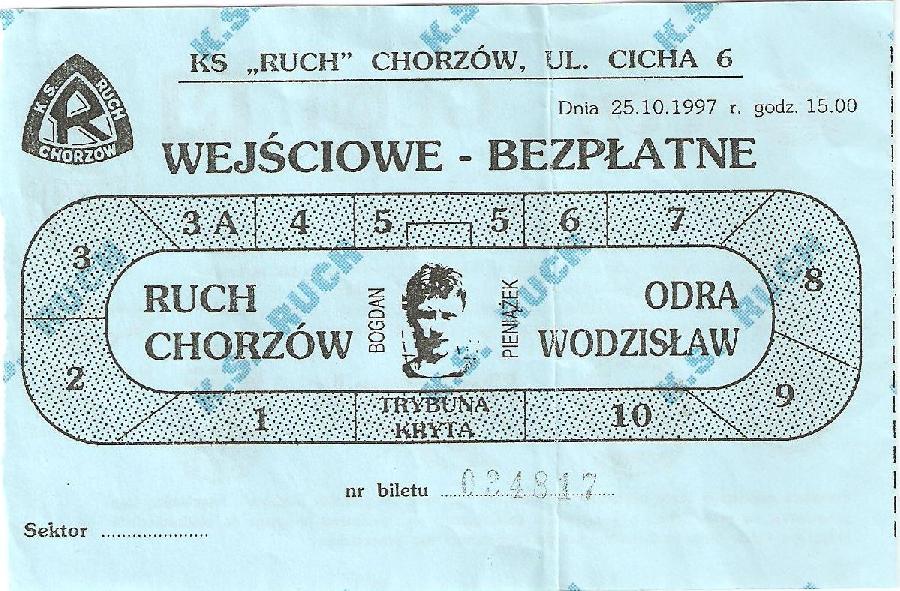 KS „RUCH” CHORZÓW, UL. CICHA 6
K.S. RUCH
CHORZÓW
R
Dnia 25.10.1997 r. godz. 15.00
WEJŚCIOWE - BEZPŁATNE
3 3A 4 5 5 6 7 8
RUCH
CHORZÓW
BOGDAN
PIENIĄŻEK
ODRA
WODZISŁAW
2 1 TRYBUNA
KRYTA
10 9
nr biletu 024817
Sektor
K.S. RUCH